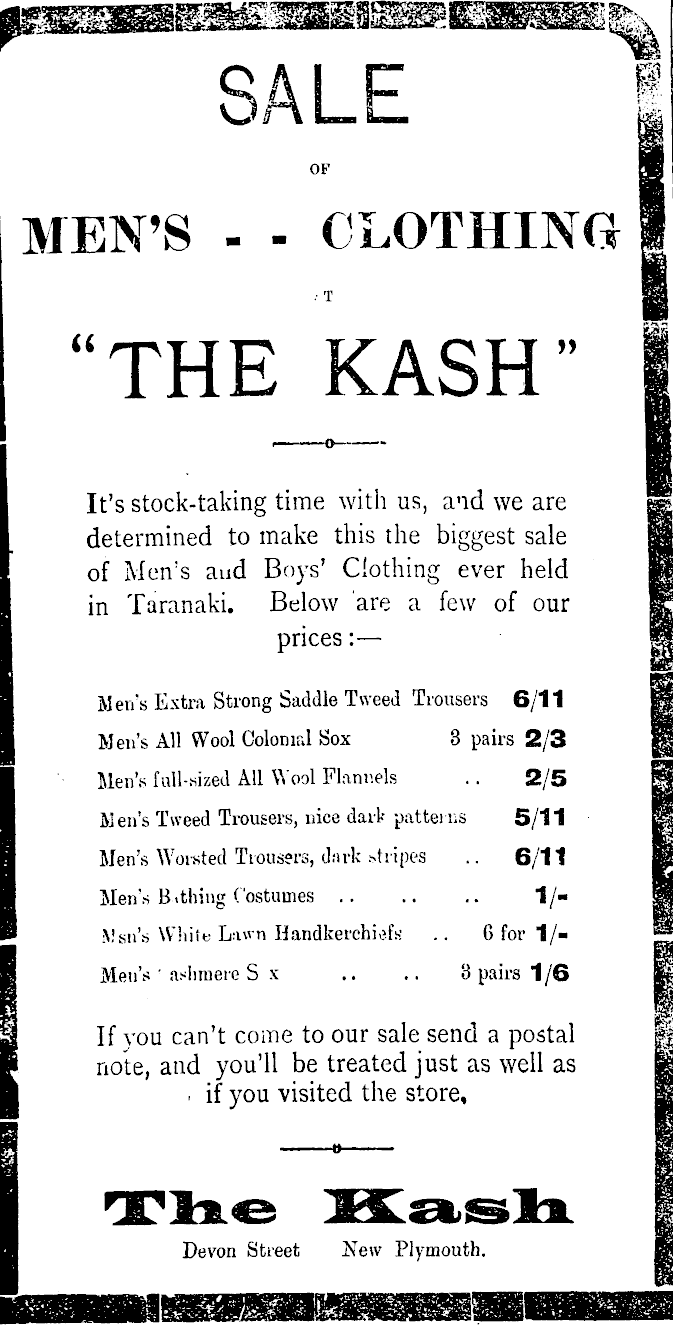 SALE
OF
MEN'S - - CLOTHING
"THE KASH"
It's stock-taking time with us, and we are
determined to make this the biggest sale
of Men's and Boys' Clothing ever held
in Taranaki. Below are a few of our
prices :—
Men's Extra Strong Saddle Tweed Trousers 6/11
Men's All Wool Colonial Sox 3 pairs 2/3
Men's full-sized All Wool Flannels .. 2/5
Men's Tweed Trousers, nice dark patterns 5/11
Men's Worsted Trousers, dark stripes .. 6/11
Men's Bathing Costumes .. .. .. 1/-
Men's White Lawn Handkerchiefs .. 6 for 1/-
Men's Cashmere Sox .. .. 3 pairs 1/6
If you can't come to our sale send a postal
note, and you'll be treated just as well as
if you visited the store.
The Kash
Devon Street New Plymouth.